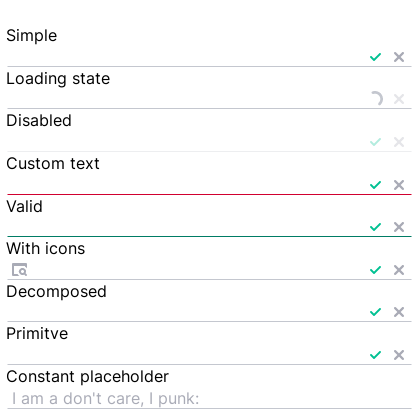 Simple
Loading state
Disabled
Custom text
Valid
With icons
Decomposed
Primitve
Constant placeholder
I am a don't care, I punk: